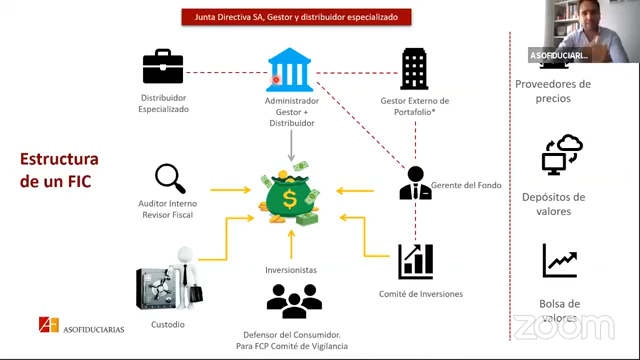 Junta Directiva SA, Gestor y distribuidor especializado
ASOFIDUCIARI...
Distribuidor
Especializado
Administrador
Gestor +
Distribuidor
Gestor Externo de
Portafolio*
Proveedores de
precios
Estructura
de un FIC
Auditor Interno
Revisor Fiscal
Gerente del Fondo
Depósitos de
valores
Inversionistas
Comité de Inversiones
Custodio
Defensor del Consumidor.
Para FCP Comité de Vigilancia
Bolsa de
valores
ASOFIDUCIARIAS
zoom